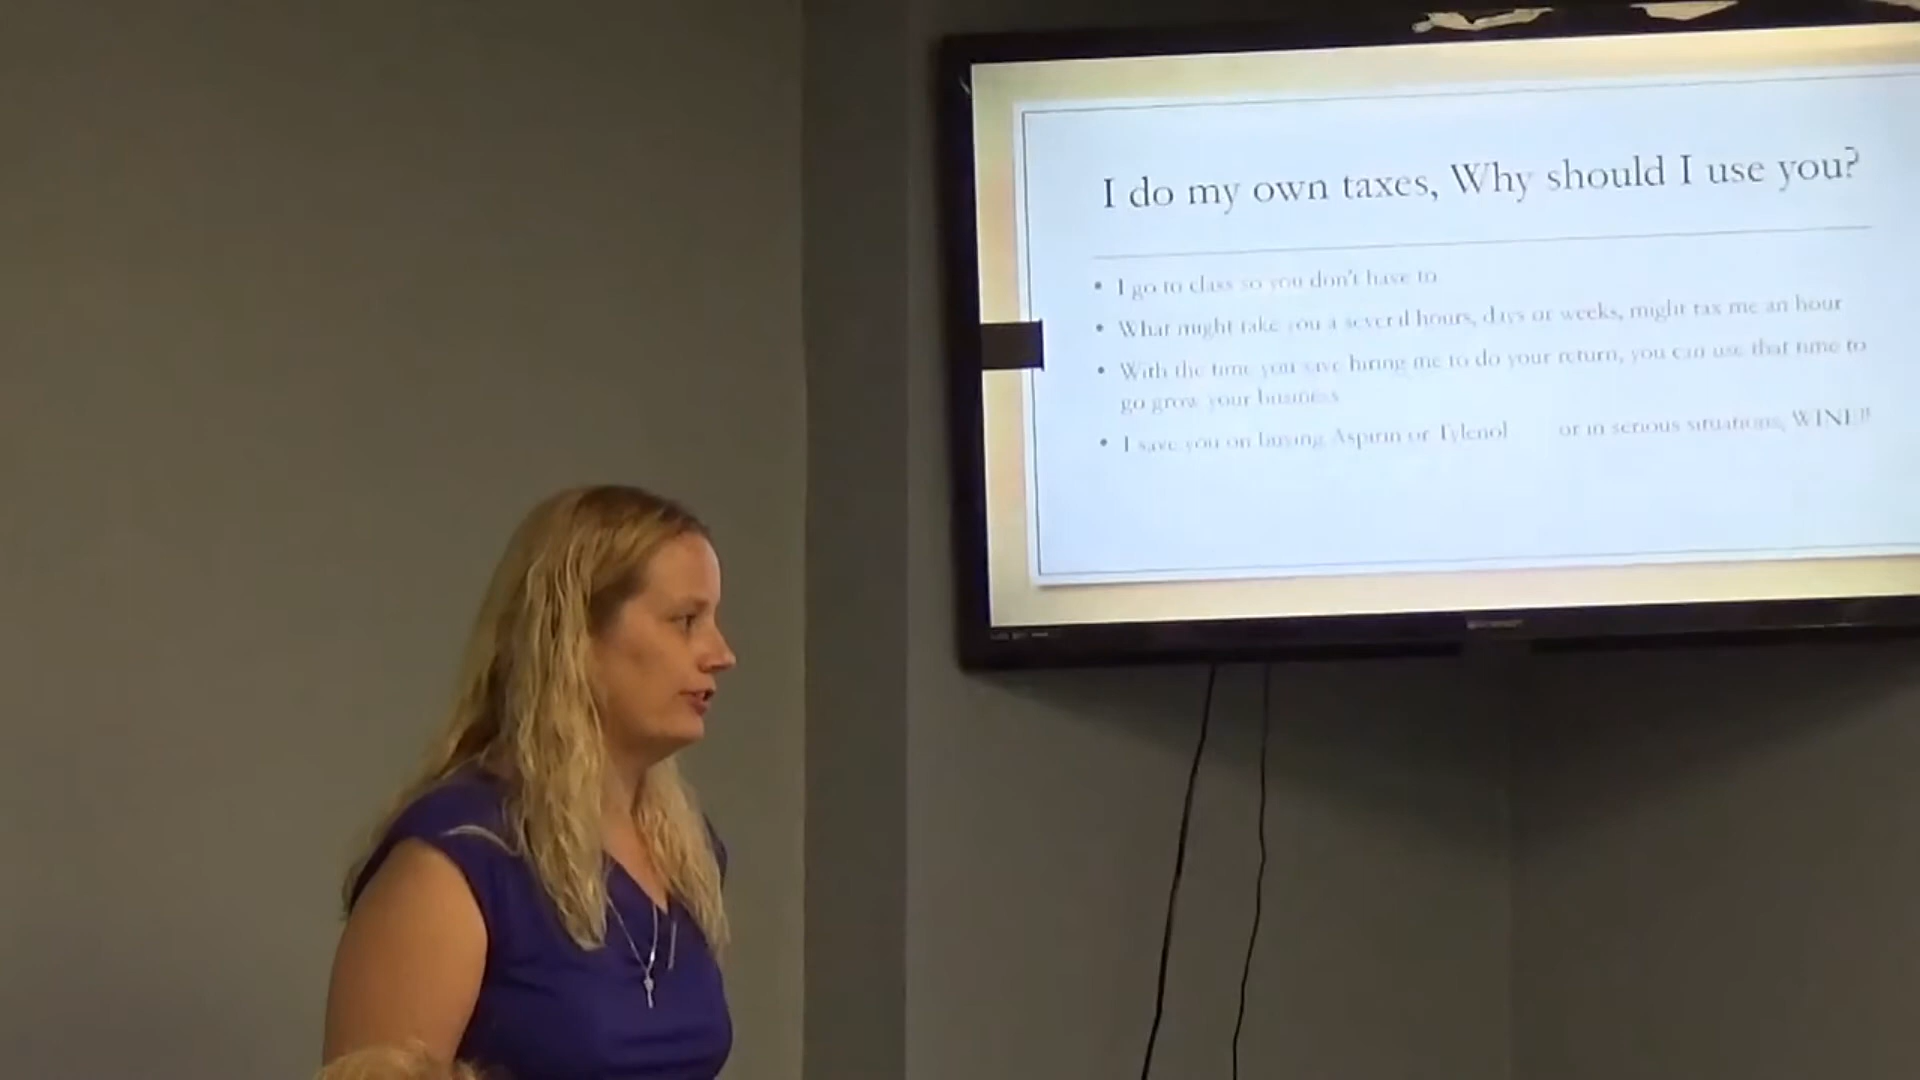 I do my own taxes, Why should I use you?
• I go to class so you don't have to
• What might take you a several hours, days or weeks, might tax me an hour
• With the time you save hiring me to do your return, you can use that time to
go grow your business
• I save you on buying Aspirin or Tylenol or in serious situations, WINE!!